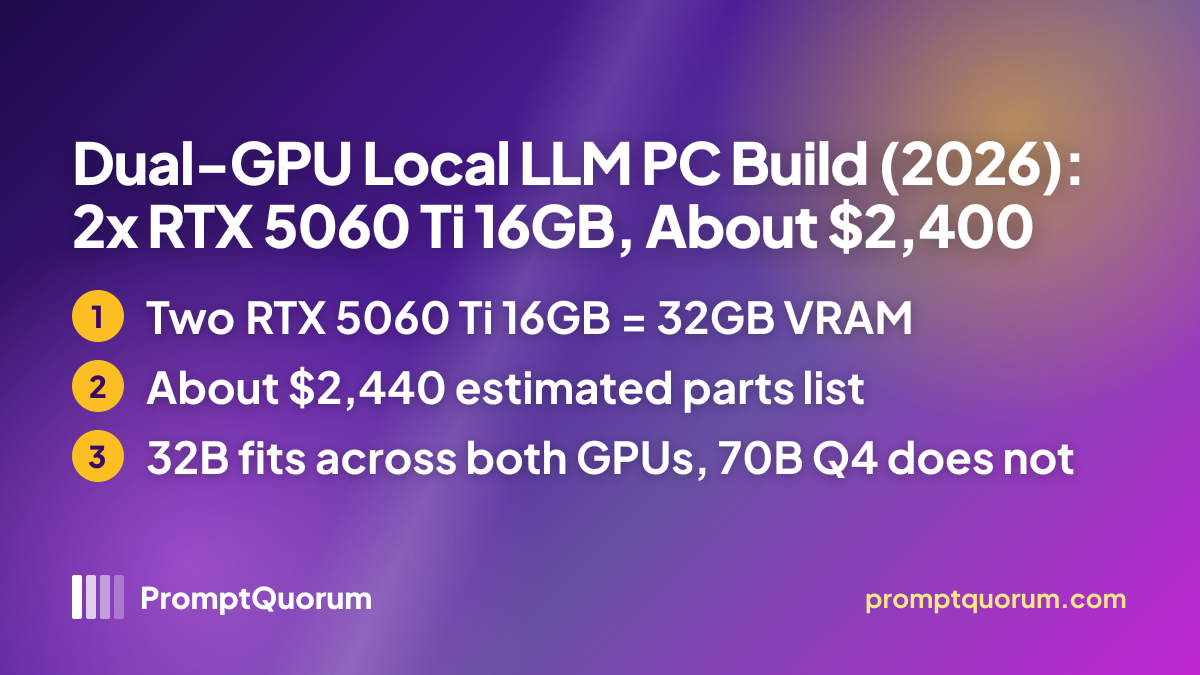 Dual-GPU Local LLM PC Build (2026):
2x RTX 5060 Ti 16GB, About $2,400
1 Two RTX 5060 Ti 16GB = 32GB VRAM
2 About $2,440 estimated parts list
3 32B fits across both GPUs, 70B Q4 does not
PromptQuorum
promptquorum.com